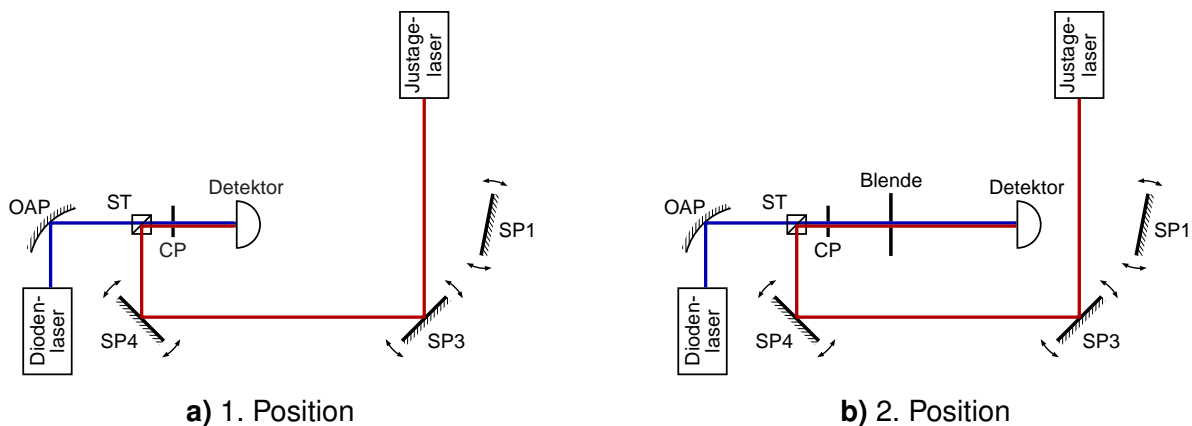 Justage-
laser
OAP
ST
Detektor
CP
SP1
Dioden-
laser
SP4
SP3
a) 1. Position
Justage-
laser
Blende
OAP
ST
Detektor
CP
SP1
Dioden-
laser
SP4
SP3
b) 2. Position